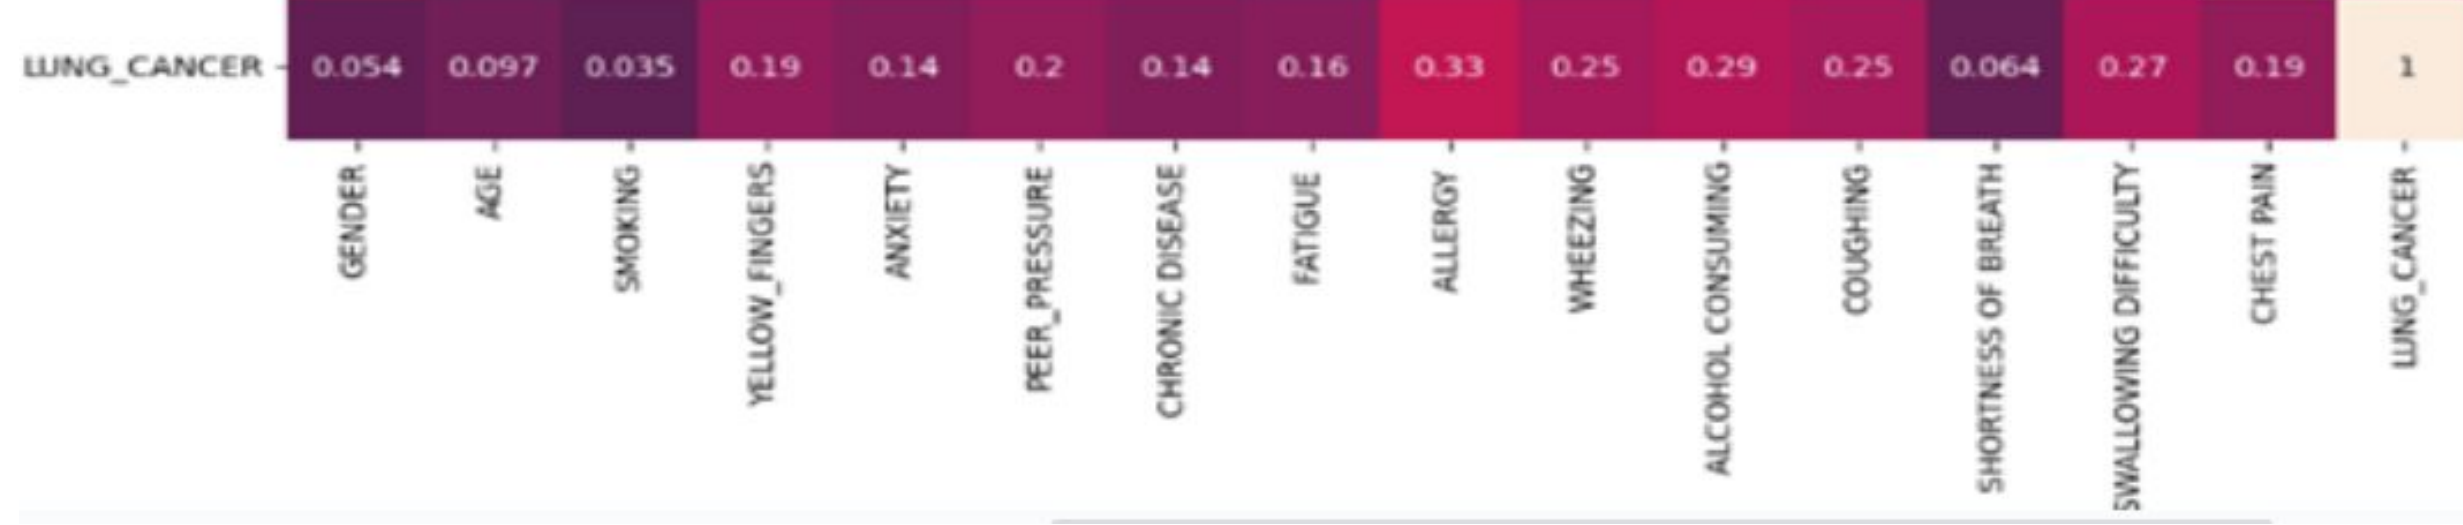 LUNG_CANCER 0.054 0.097 0.035 0.19 0.14 0.2 0.14 0.16 0.33 0.25 0.29 0.25 0.064 0.27 0.19 1
GENDER
AGE
SMOKING
YELLOW_FINGERS
ANXIETY
PEER_PRESSURE
CHRONIC DISEASE
FATIGUE
ALLERGY
WHEEZING
ALCOHOL CONSUMING
COUGHING
SHORTNESS OF BREATH
SWALLOWING DIFFICULTY
CHEST PAIN
LUNG_CANCER